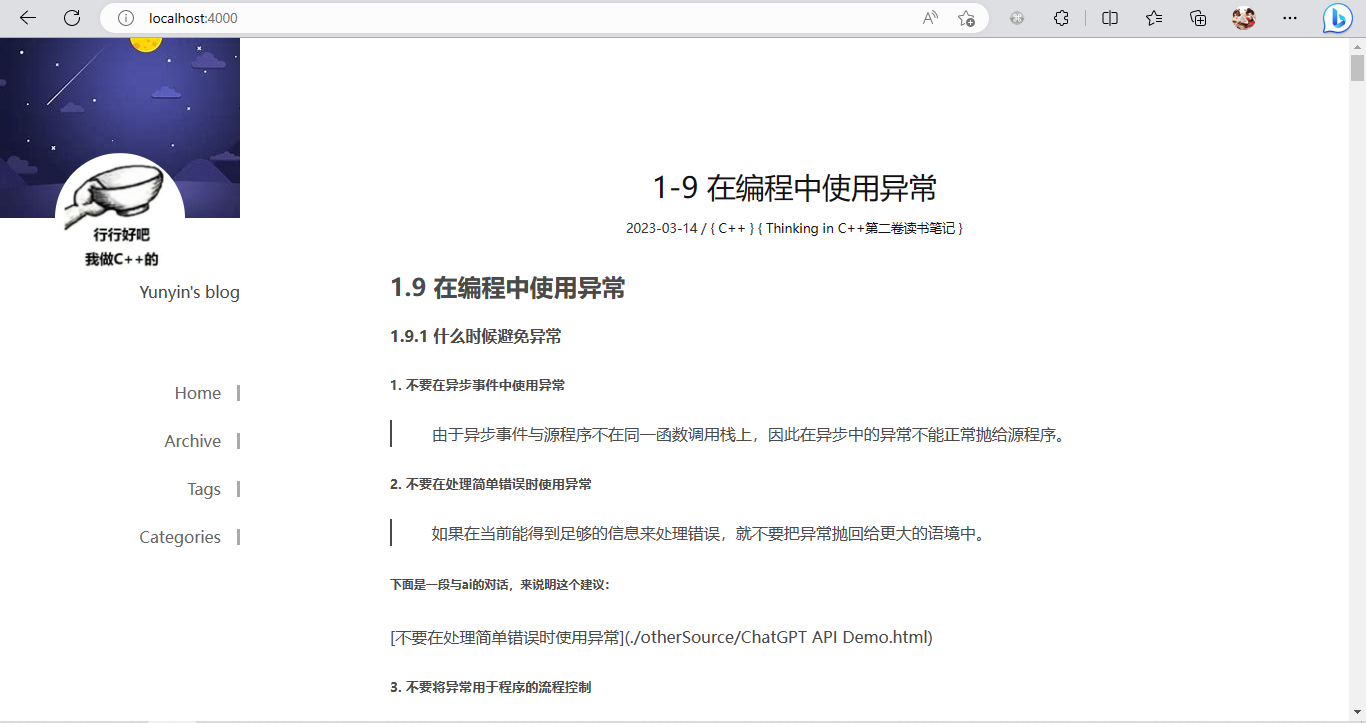 localhost:4000
行行好吧
我做C++的
Yunyin's blog
Home
Archive
Tags
Categories
1-9 在编程中使用异常
2023-03-14 / { C++ } { Thinking in C++第二卷读书笔记 }
1.9 在编程中使用异常
1.9.1 什么时候避免异常
1. 不要在异步事件中使用异常
由于异步事件与源程序不在同一函数调用栈上，因此在异步中的异常不能正常抛给源程序。
2. 不要在处理简单错误时使用异常
如果在当前能得到足够的信息来处理错误，就不要把异常抛回给更大的语境中。
下面是一段与ai的对话，来说明这个建议：
[不要在处理简单错误时使用异常](./otherSource/ChatGPT API Demo.html)
3. 不要将异常用于程序的流程控制